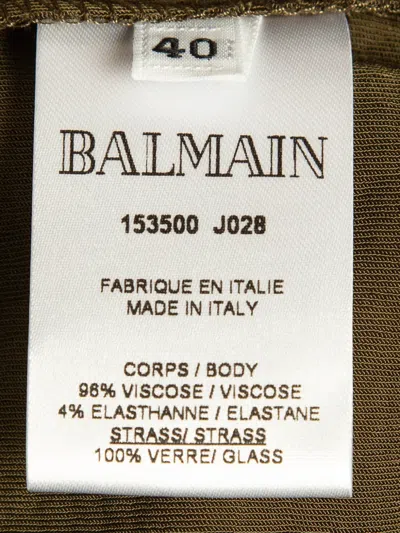 40
BALMAIN
153500 J028
FABRIQUE EN ITALIE
MADE IN ITALY
CORPS / BODY
96% VISCOSE / VISCOSE
4% ELASTHANNE / ELASTANE
STRASS/ STRASS
100% VERRE/ GLASS